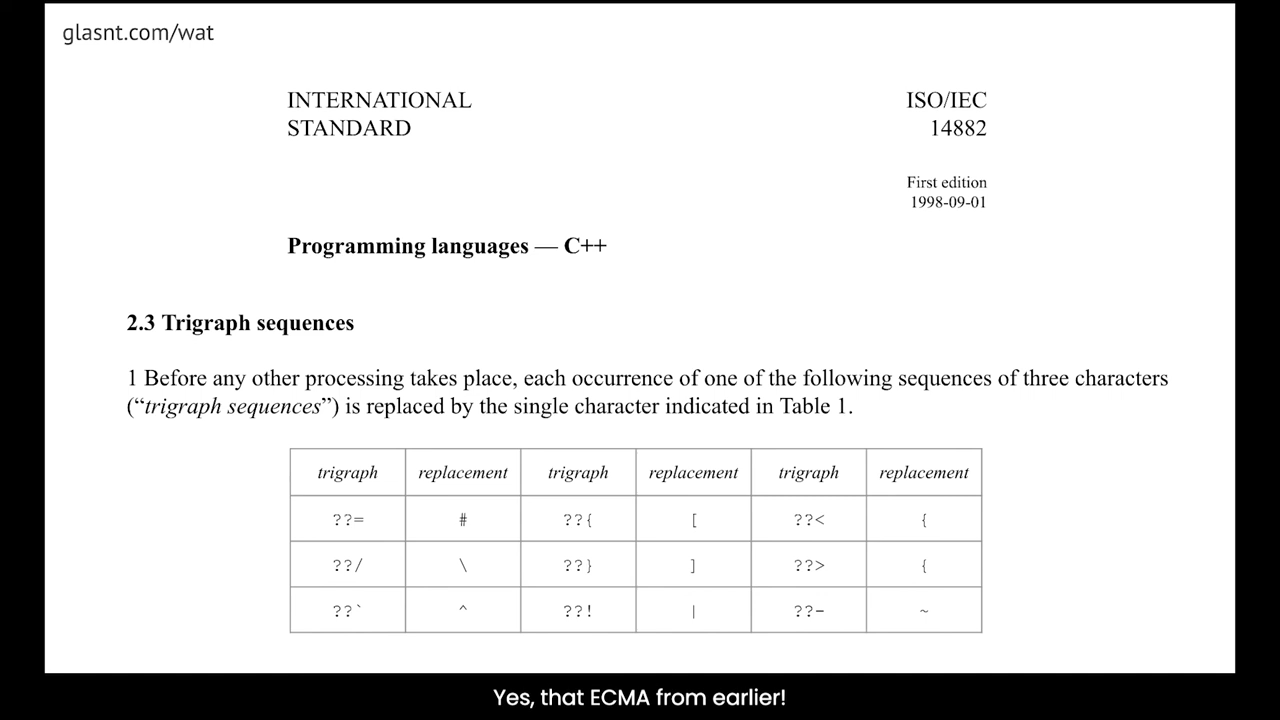 glasnt.com/wat
INTERNATIONAL ISO/IEC
STANDARD 14882
First edition
1998-09-01
Programming languages — C++
2.3 Trigraph sequences
1 Before any other processing takes place, each occurrence of one of the following sequences of three characters
(“trigraph sequences”) is replaced by the single character indicated in Table 1.
trigraph replacement trigraph replacement trigraph replacement
??= # ??{ [ ??< {
??/ \ ??} ] ??> {
??` ^ ??! | ??- ~
Yes, that ECMA from earlier!